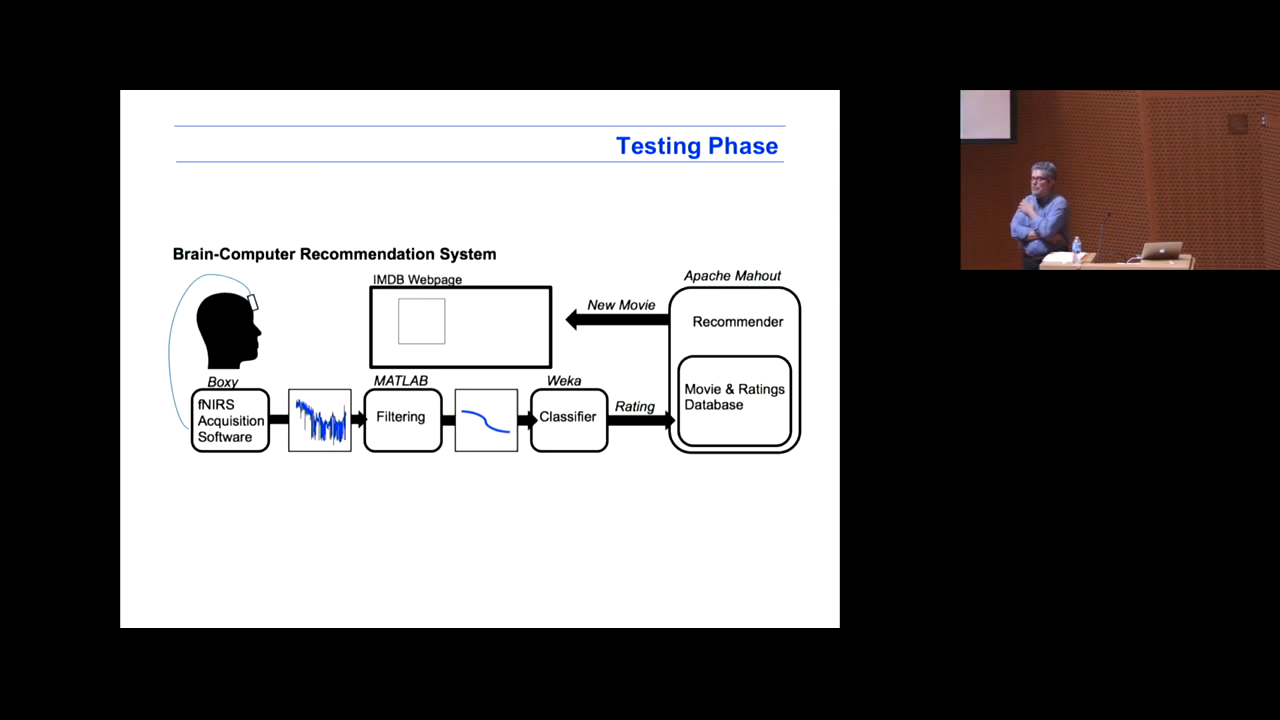 Testing Phase
Brain-Computer Recommendation System
IMDB Webpage
Apache Mahout
New Movie
Recommender
Boxy
MATLAB
Weka
fNIRS
Acquisition
Software
Filtering
Classifier
Rating
Movie & Ratings
Database